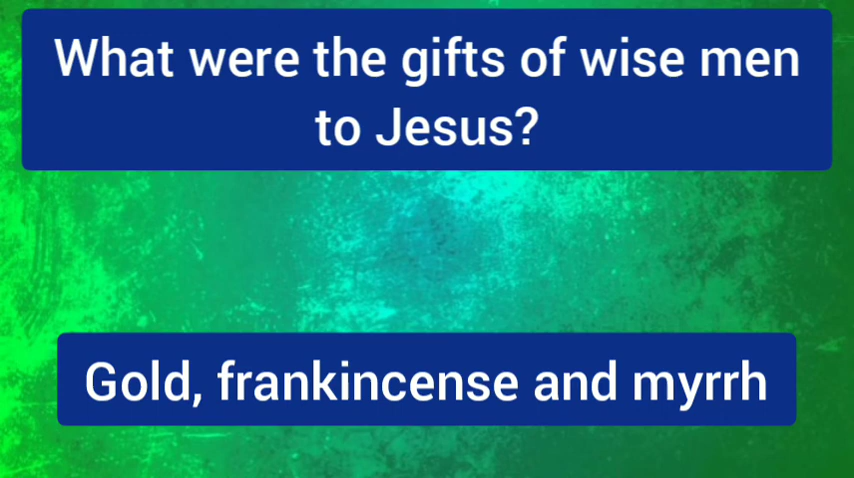 What were the gifts of wise men
to Jesus?
Gold, frankincense and myrrh